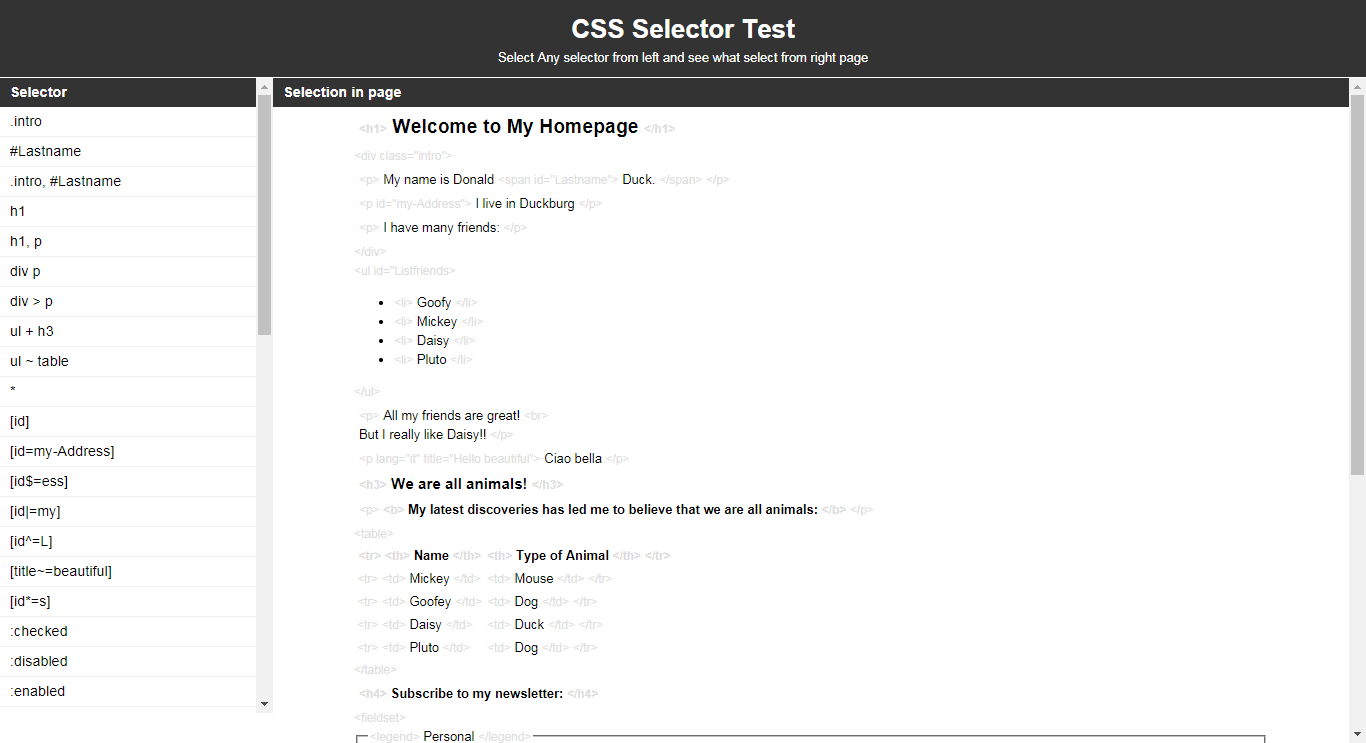 CSS Selector Test
Select Any selector from left and see what select from right page
Selector
.intro
#Lastname
.intro, #Lastname
h1
h1, p
div p
div > p
ul + h3
ul ~ table
*
[id]
[id=my-Address]
[id$=ess]
[id|=my]
[id^=L]
[title~=beautiful]
[id*=s]
:checked
:disabled
:enabled
Selection in page
<h1> Welcome to My Homepage </h1>
<div class="intro">
<p> My name is Donald <span id="Lastname"> Duck. </span> </p>
<p id="my-Address"> I live in Duckburg </p>
<p> I have many friends: </p>
</div>
<ul id="Listfriends>
• <li> Goofy </li>
• <li> Mickey </li>
• <li> Daisy </li>
• <li> Pluto </li>
</ul>
<p> All my friends are great! <br>
But I really like Daisy!! </p>
<p lang="it" title="Hello beautiful"> Ciao bella </p>
<h3> We are all animals! </h3>
<p> <b> My latest discoveries has led me to believe that we are all animals: </b> </p>
<table>
<tr> <th> Name </th> <th> Type of Animal </th> </tr>
<tr> <td> Mickey </td> <td> Mouse </td> </tr>
<tr> <td> Goofey </td> <td> Dog </td> </tr>
<tr> <td> Daisy </td> <td> Duck </td> </tr>
<tr> <td> Pluto </td> <td> Dog </td> </tr>
</table>
<h4> Subscribe to my newsletter: </h4>
<fieldset>
<legend> Personal </legend>